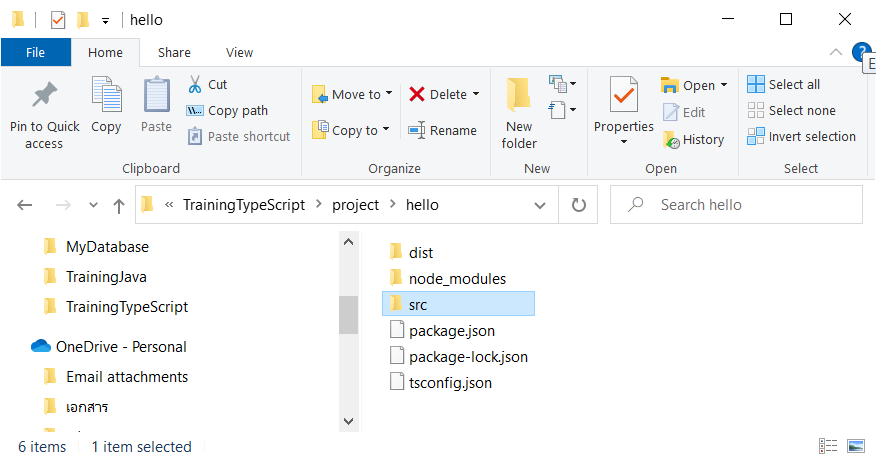 hello
File Home Share View
?
E
Pin to Quick access
Copy
Paste
Cut
Copy path
Paste shortcut
Clipboard
Move to
Copy to
Delete
Rename
Organize
New folder
New
Properties
Open
Edit
History
Open
Select all
Select none
Invert selection
Select
« TrainingTypeScript > project > hello
Search hello
MyDatabase
TrainingJava
TrainingTypeScript
OneDrive - Personal
Email attachments
เอกสาร
dist
node_modules
src
package.json
package-lock.json
tsconfig.json
6 items 1 item selected